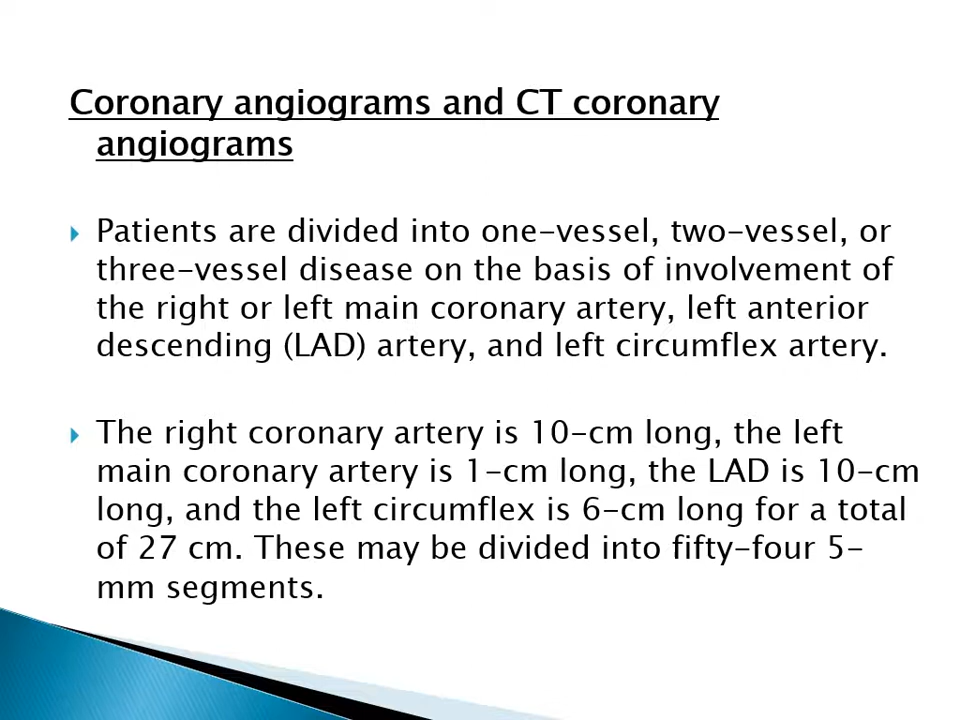 Coronary angiograms and CT coronary
angiograms
Patients are divided into one-vessel, two-vessel, or
three-vessel disease on the basis of involvement of
the right or left main coronary artery, left anterior
descending (LAD) artery, and left circumflex artery.
The right coronary artery is 10-cm long, the left
main coronary artery is 1-cm long, the LAD is 10-cm
long, and the left circumflex is 6-cm long for a total
of 27 cm. These may be divided into fifty-four 5-
mm segments.